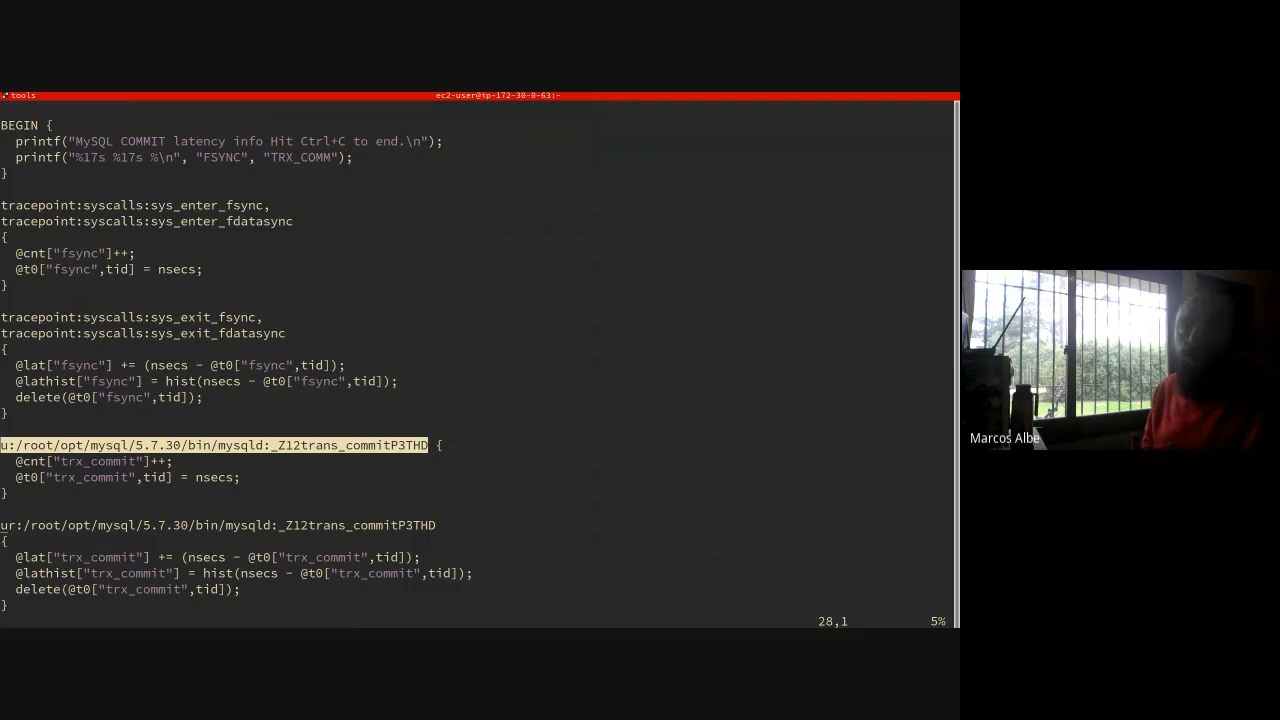 tools
ec2-user@ip-172-30-0-63:~
BEGIN {
printf("MySQL COMMIT latency info Hit Ctrl+C to end.\n");
printf("%17s %17s %\n", "FSYNC", "TRX_COMM");
}
tracepoint:syscalls:sys_enter_fsync,
tracepoint:syscalls:sys_enter_fdatasync
{
@cnt["fsync"]++;
@t0["fsync",tid] = nsecs;
}
tracepoint:syscalls:sys_exit_fsync,
tracepoint:syscalls:sys_exit_fdatasync
{
@lat["fsync"] += (nsecs - @t0["fsync",tid]);
@lathist["fsync"] = hist(nsecs - @t0["fsync",tid]);
delete(@t0["fsync",tid]);
}
u:/root/opt/mysql/5.7.30/bin/mysqld:_Z12trans_commitP3THD {
@cnt["trx_commit"]++;
@t0["trx_commit",tid] = nsecs;
}
ur:/root/opt/mysql/5.7.30/bin/mysqld:_Z12trans_commitP3THD
{
@lat["trx_commit"] += (nsecs - @t0["trx_commit",tid]);
@lathist["trx_commit"] = hist(nsecs - @t0["trx_commit",tid]);
delete(@t0["trx_commit",tid]);
}
28,1 5%
Marcos Albe